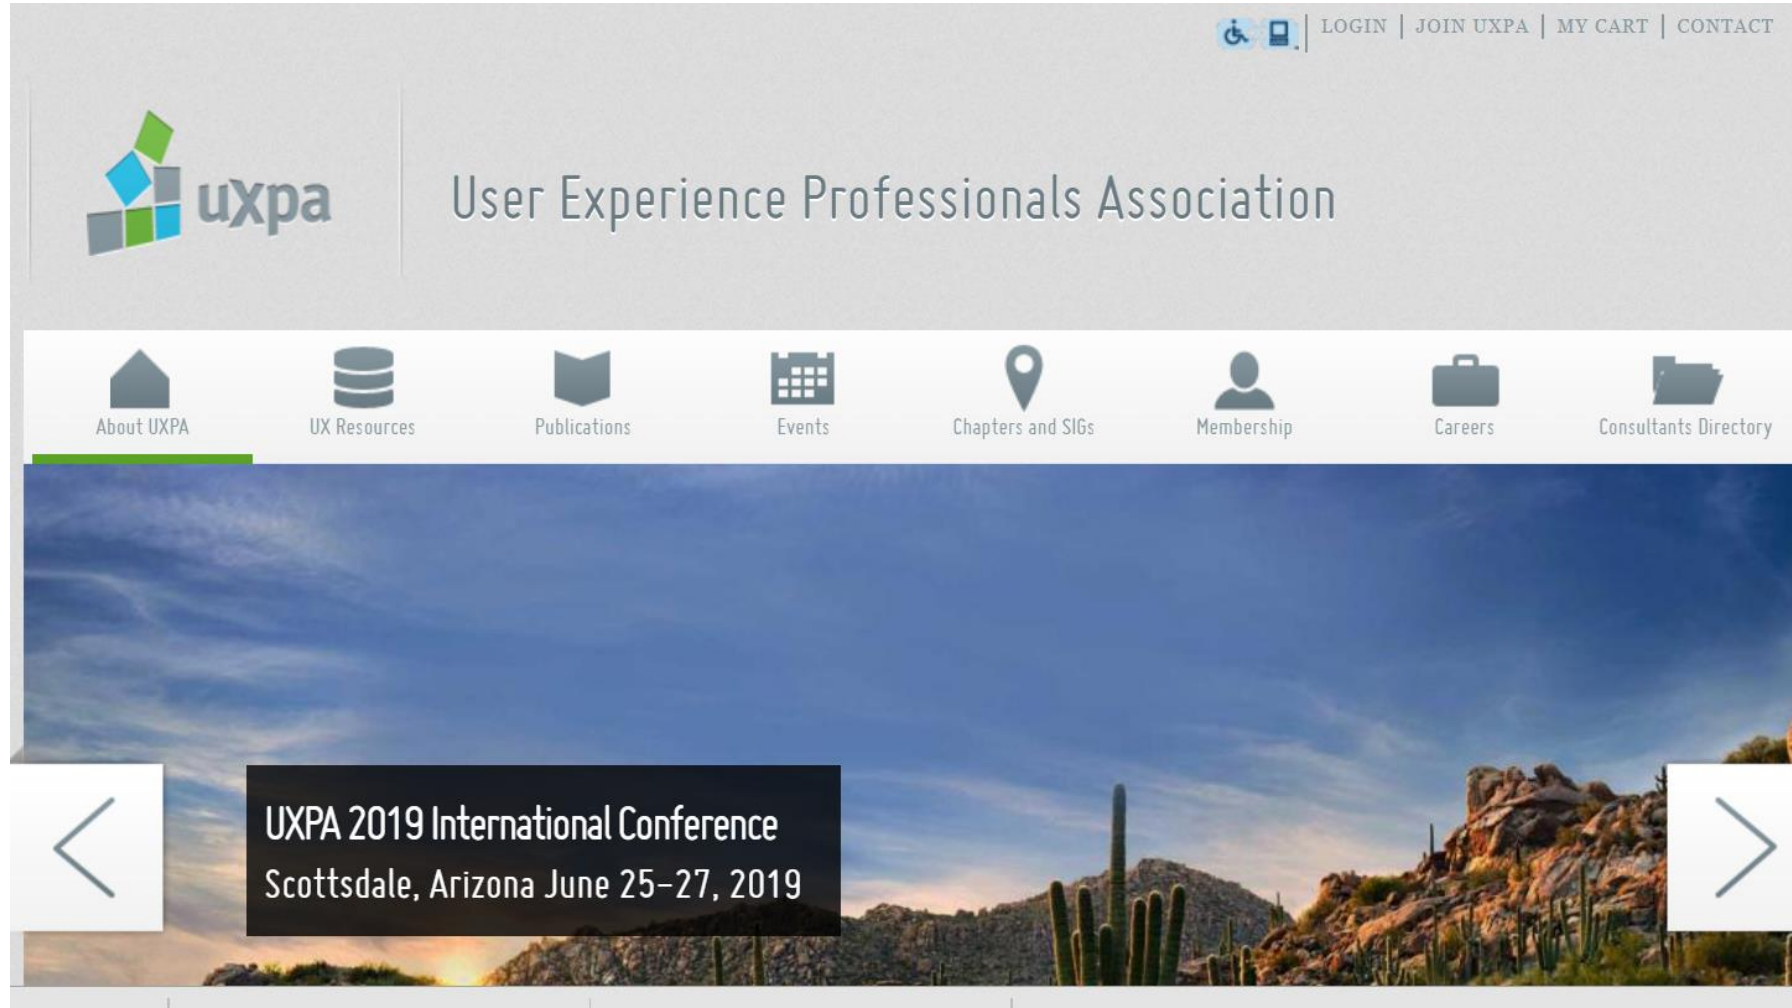 LOGIN | JOIN UXPA | MY CART | CONTACT
uxpa
User Experience Professionals Association
About UXPA
UX Resources
Publications
Events
Chapters and SIGs
Membership
Careers
Consultants Directory
UXPA 2019 International Conference
Scottsdale, Arizona June 25-27, 2019